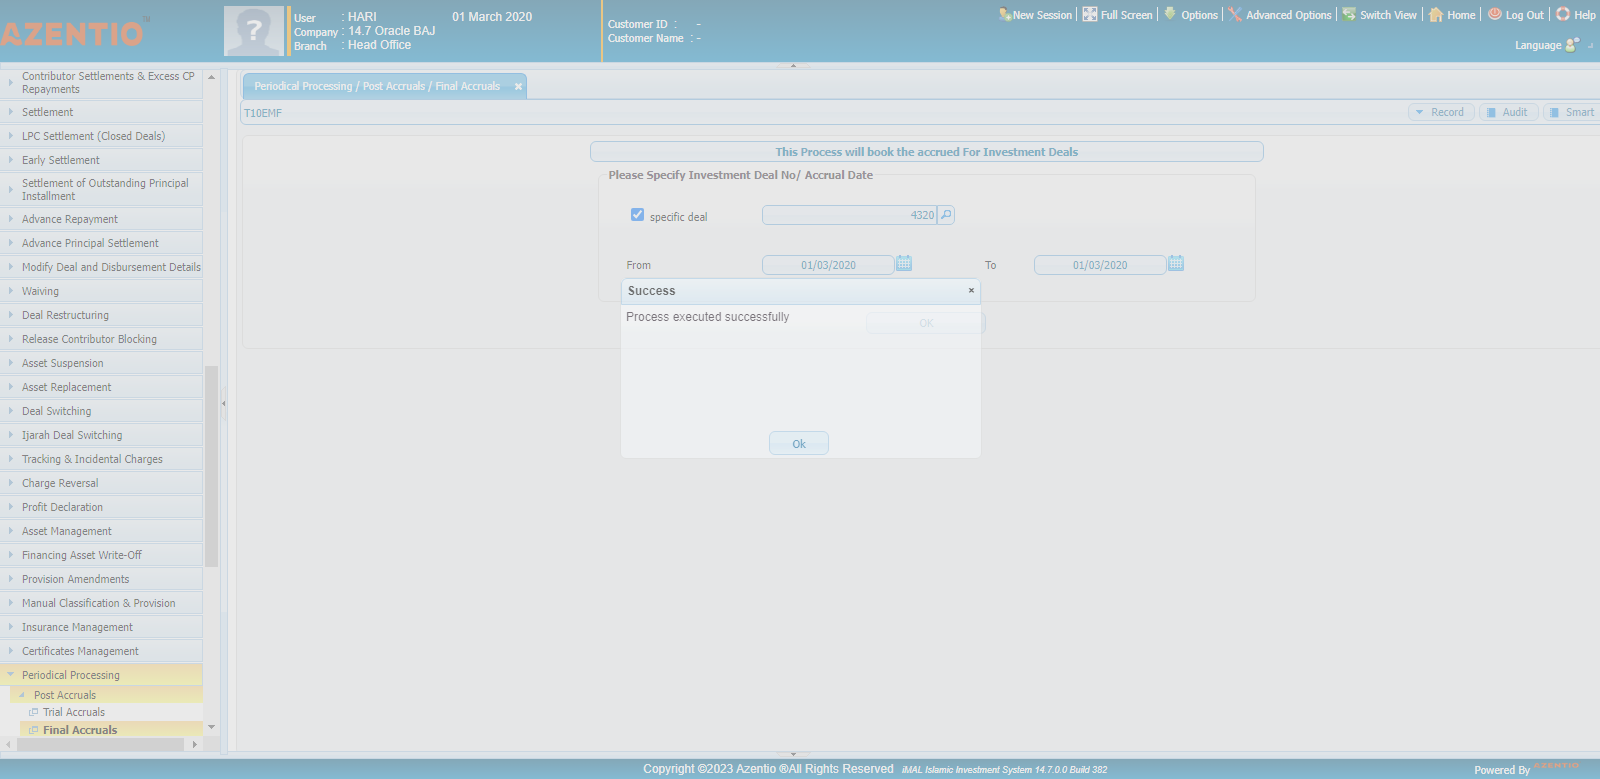 AZENTIO™
User : HARI 01 March 2020
Company : 14.7 Oracle BAJ
Branch : Head Office
Customer ID : -
Customer Name : -
New Session Full Screen Options Advanced Options Switch View Home Log Out Help
Language
Contributor Settlements & Excess CP
Repayments
Settlement
LPC Settlement (Closed Deals)
Early Settlement
Settlement of Outstanding Principal
Installment
Advance Repayment
Advance Principal Settlement
Modify Deal and Disbursement Details
Waiving
Deal Restructuring
Release Contributor Blocking
Asset Suspension
Asset Replacement
Deal Switching
Ijarah Deal Switching
Tracking & Incidental Charges
Charge Reversal
Profit Declaration
Asset Management
Financing Asset Write-Off
Provision Amendments
Manual Classification & Provision
Insurance Management
Certificates Management
Periodical Processing
Post Accruals
Trial Accruals
Final Accruals
Periodical Processing / Post Accruals / Final Accruals
T10EMF
Record Audit Smart
This Process will book the accrued For Investment Deals
Please Specify Investment Deal No/ Accrual Date
specific deal 4320
From 01/03/2020 To 01/03/2020
OK
Success
Process executed successfully
Ok
Copyright ©2023 Azentio ®All Rights Reserved iMAL Islamic Investment System 14.7.0.0 Build 382
Powered By AZENTIO